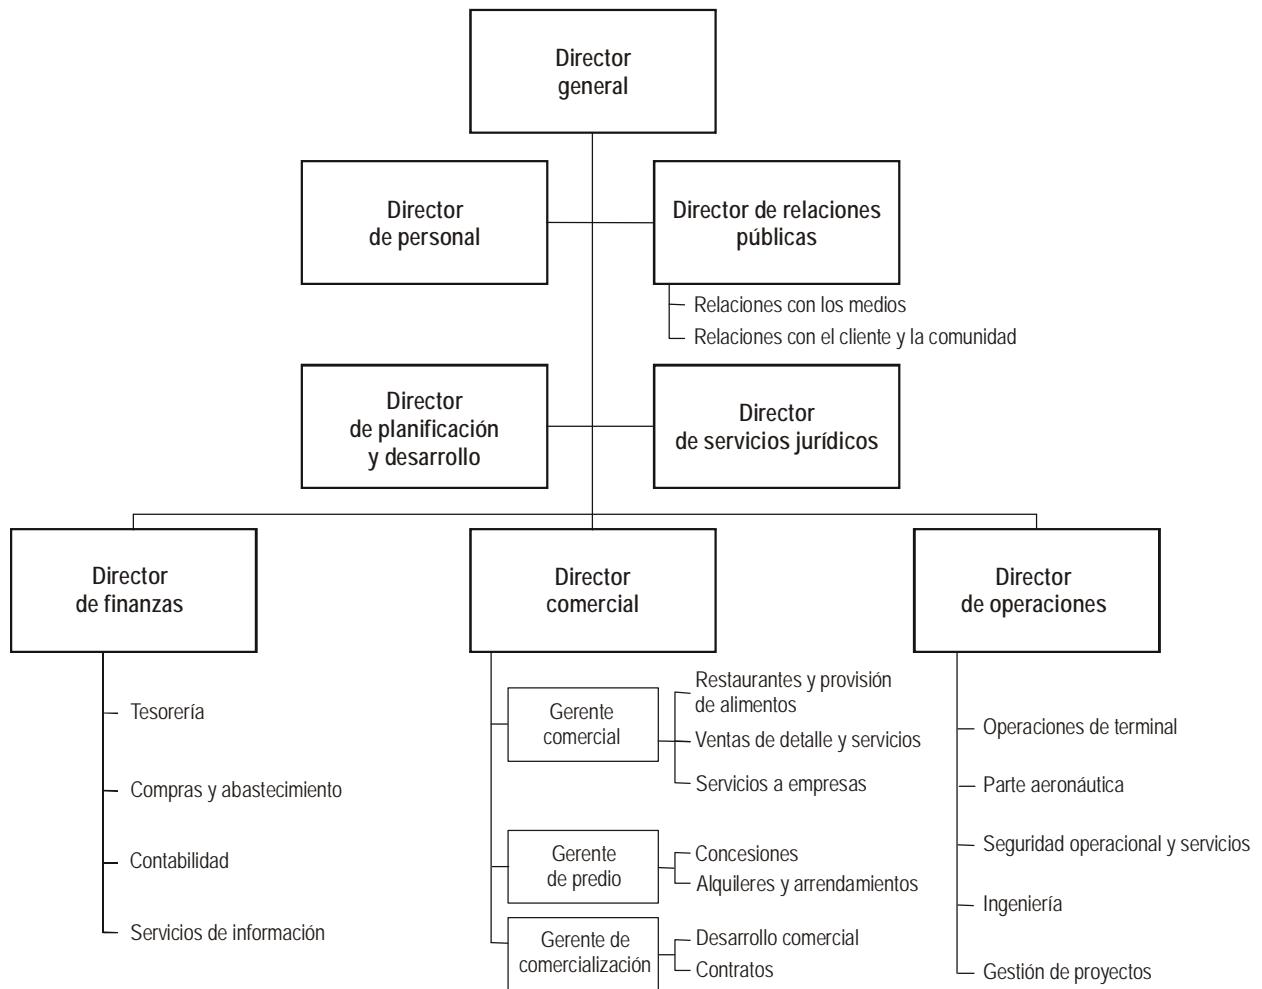 Director
general
Director
de personal
Director de relaciones
públicas
Relaciones con los medios
Relaciones con el cliente y la comunidad
Director
de planificación
y desarrollo
Director
de servicios jurídicos
Director
de finanzas
Tesorería
Compras y abastecimiento
Contabilidad
Servicios de información
Director
comercial
Gerente
comercial
Restaurantes y provisión
de alimentos
Ventas de detalle y servicios
Servicios a empresas
Gerente
de predio
Concesiones
Alquileres y arrendamientos
Gerente de
comercialización
Desarrollo comercial
Contratos
Director
de operaciones
Operaciones de terminal
Parte aeronáutica
Seguridad operacional y servicios
Ingeniería
Gestión de proyectos